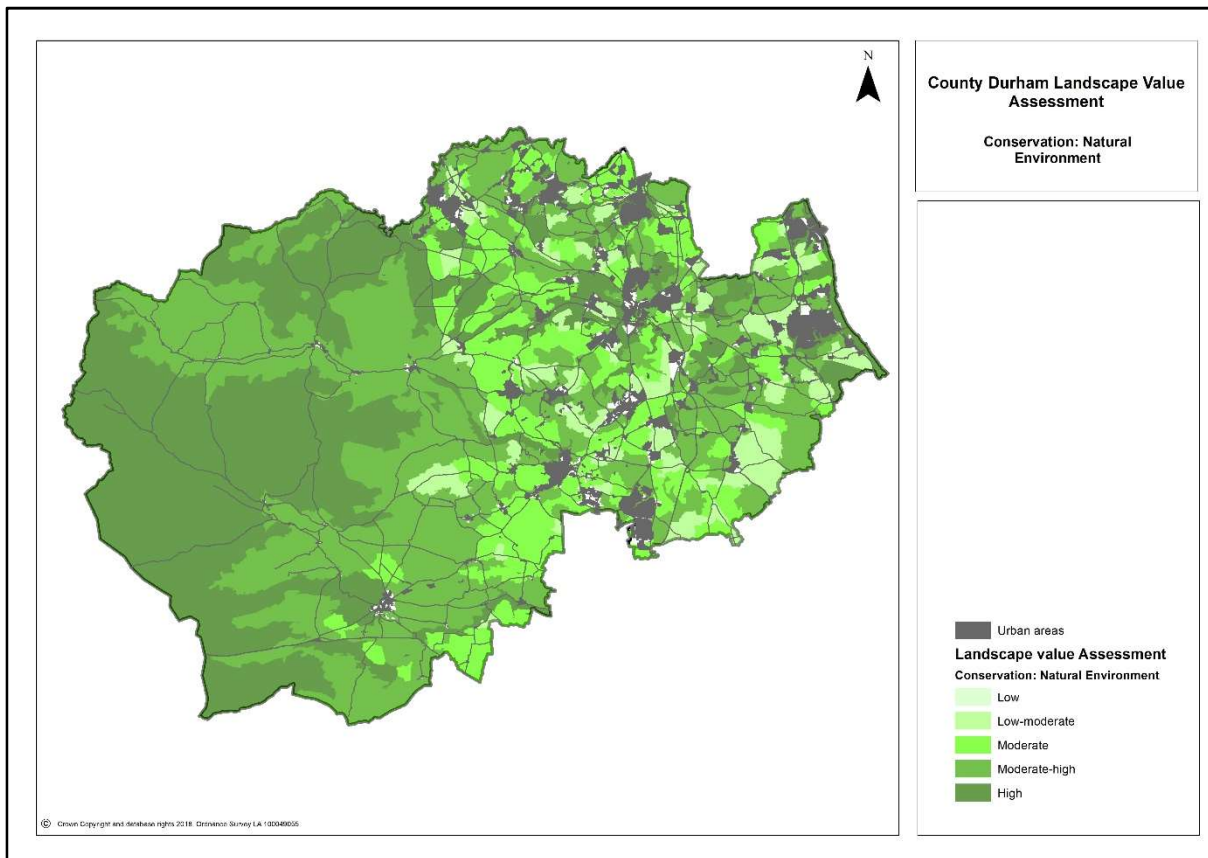 N
County Durham Landscape Value
Assessment
Conservation: Natural
Environment
Urban areas
Landscape value Assessment
Conservation: Natural Environment
Low
Low-moderate
Moderate
Moderate-high
High
© Crown Copyright and database rights 2018. Ordnance Survey LA 100049055